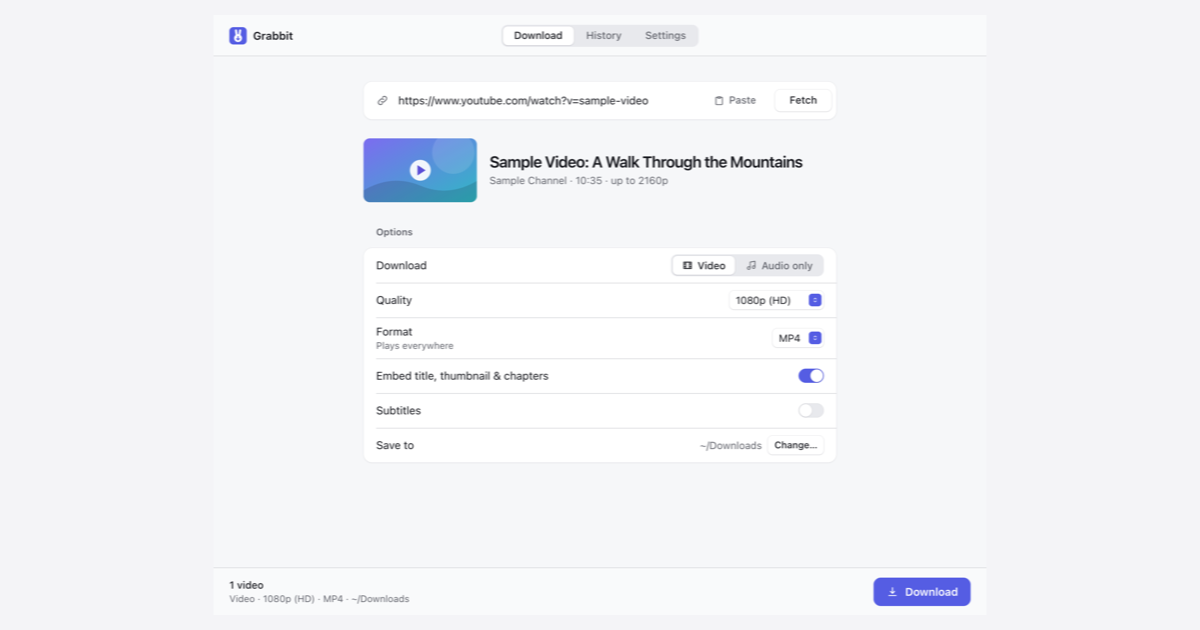 Grabbit
Download History Settings
https://www.youtube.com/watch?v=sample-video Paste Fetch
Sample Video: A Walk Through the Mountains
Sample Channel · 10:35 · up to 2160p
Options
Download Video Audio only
Quality 1080p (HD)
Format MP4
Plays everywhere
Embed title, thumbnail & chapters
Subtitles
Save to ~/Downloads Change...
1 video
Video · 1080p (HD) · MP4 · ~/Downloads
Download